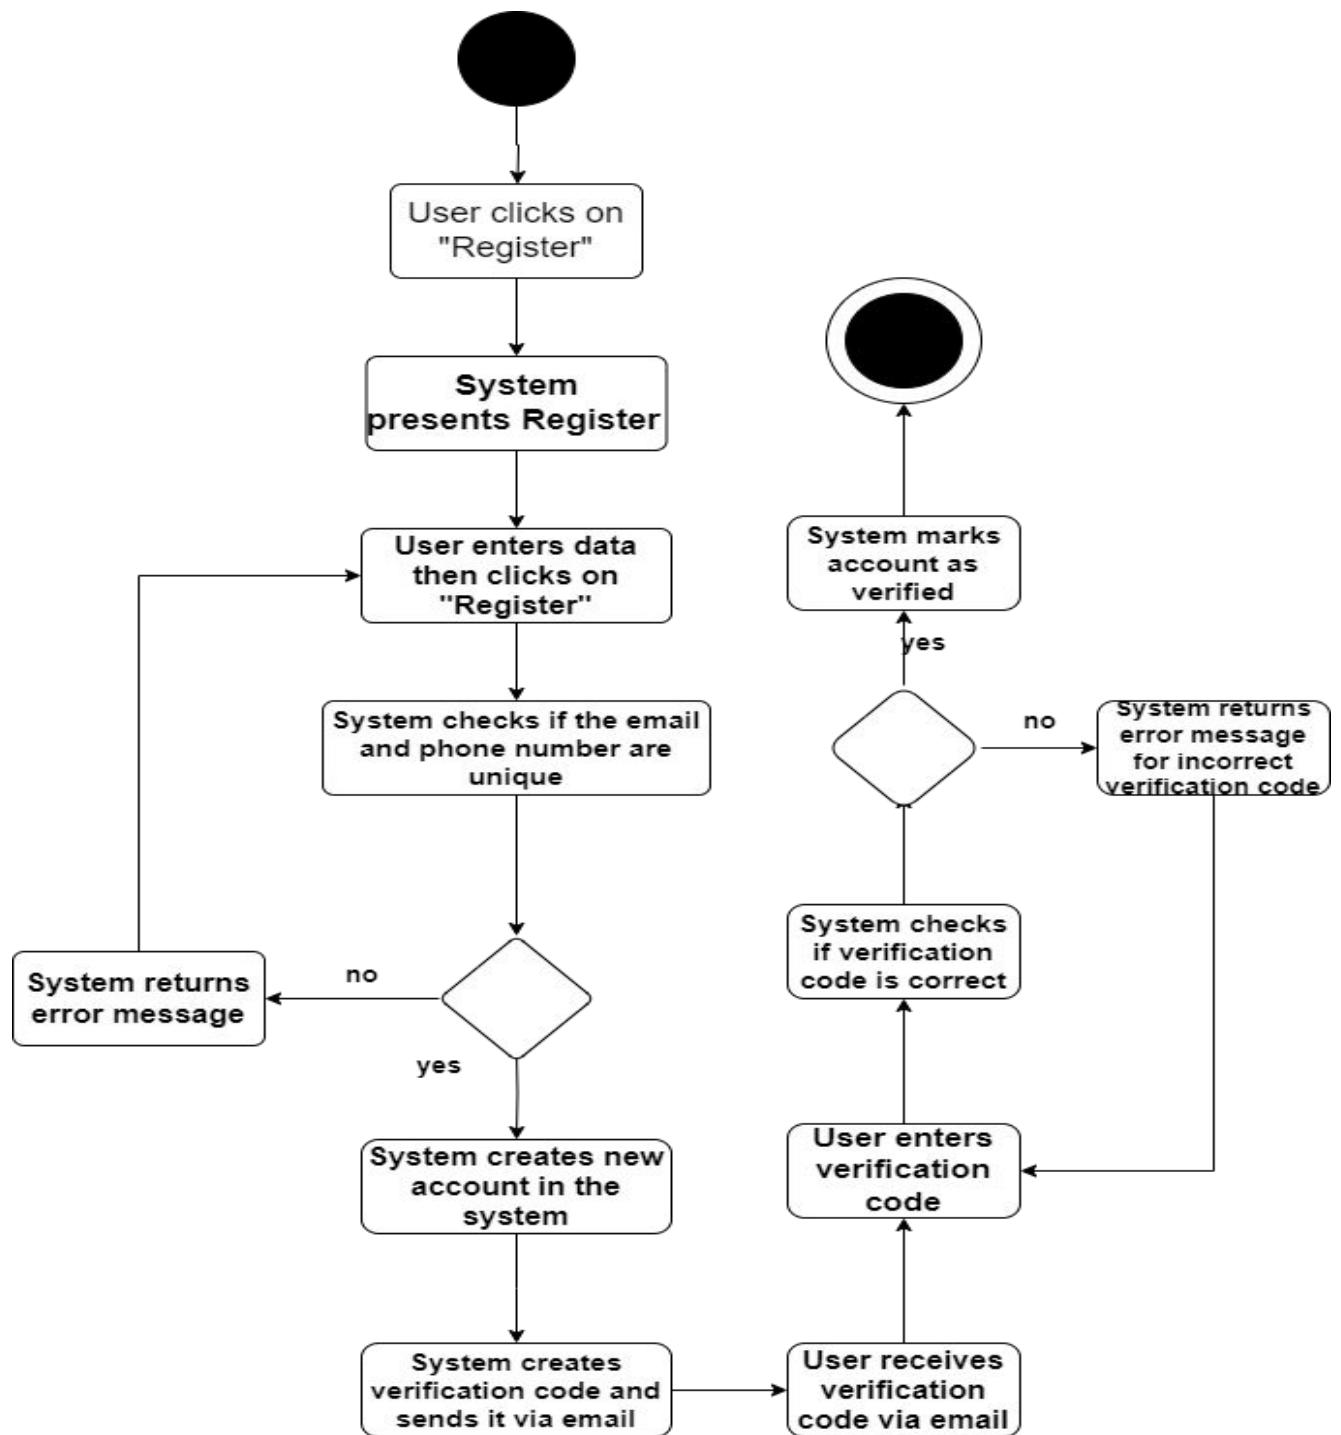 User clicks on
"Register"
System
presents Register
User enters data
then clicks on
"Register"
System checks if the email
and phone number are
unique
no
System returns
error message
yes
System creates new
account in the
system
System creates
verification code and
sends it via email
User receives
verification
code via email
User enters
verification
code
System checks
if verification
code is correct
no
System returns
error message
for incorrect
verification code
yes
System marks
account as
verified